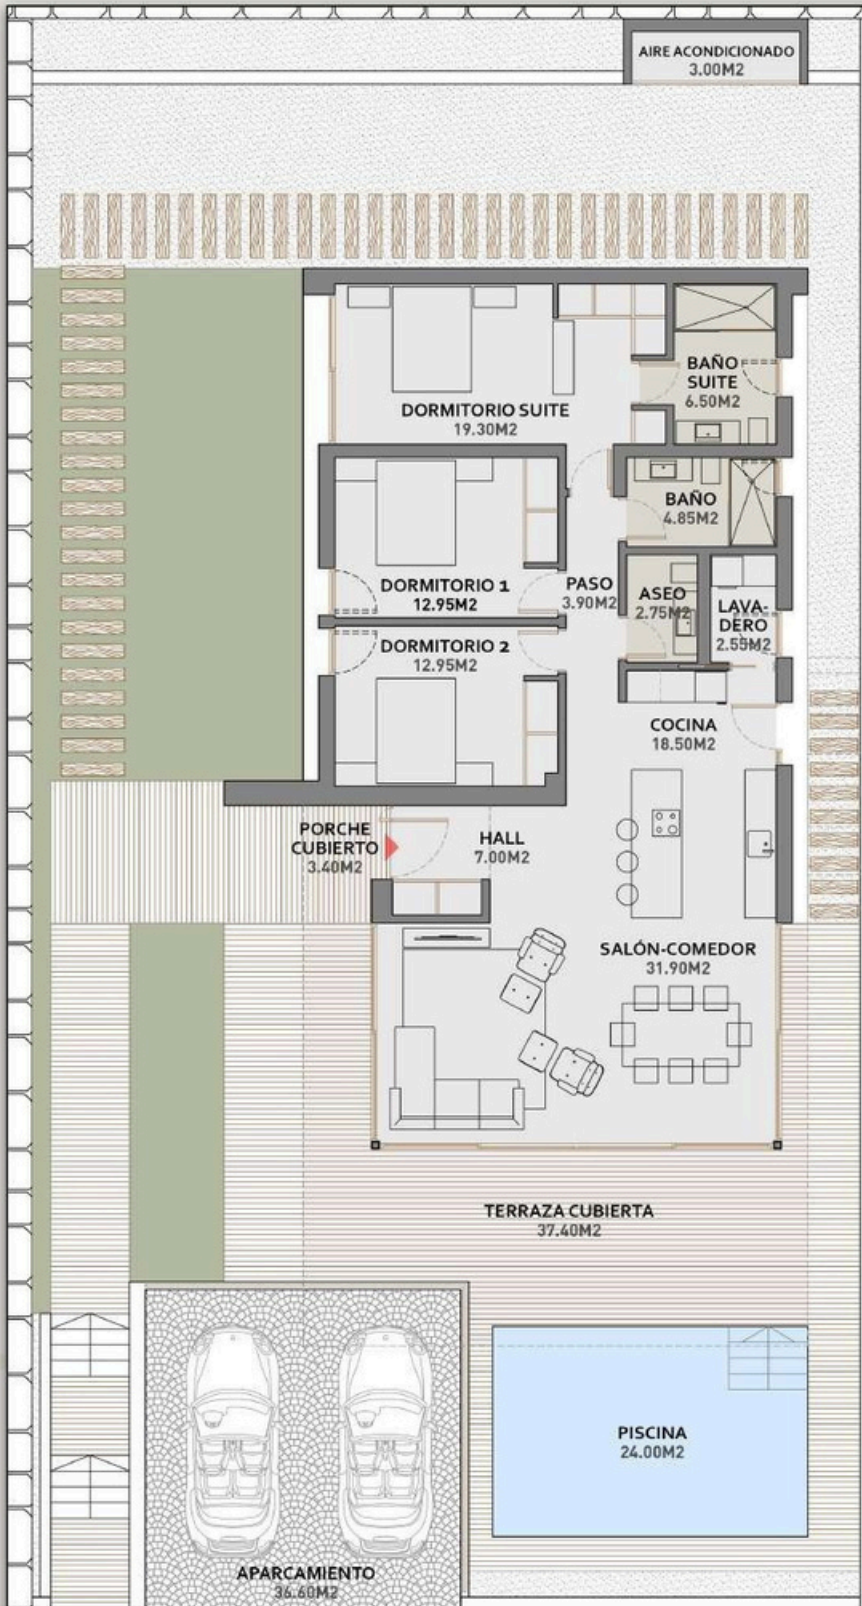 AIRE ACONDICIONADO
3.00M2
BAÑO
SUITE
6.50M2
DORMITORIO SUITE
19.30M2
BAÑO
4.85M2
DORMITORIO 1
12.95M2
PASO
3.90M2
ASEO
2.75M2
LAVA-
DERO
2.55M2
DORMITORIO 2
12.95M2
COCINA
18.50M2
PORCHE
CUBIERTO
3.40M2
HALL
7.00M2
SALÓN-COMEDOR
31.90M2
TERRAZA CUBIERTA
37.40M2
PISCINA
24.00M2
APARCAMIENTO
36.60M2